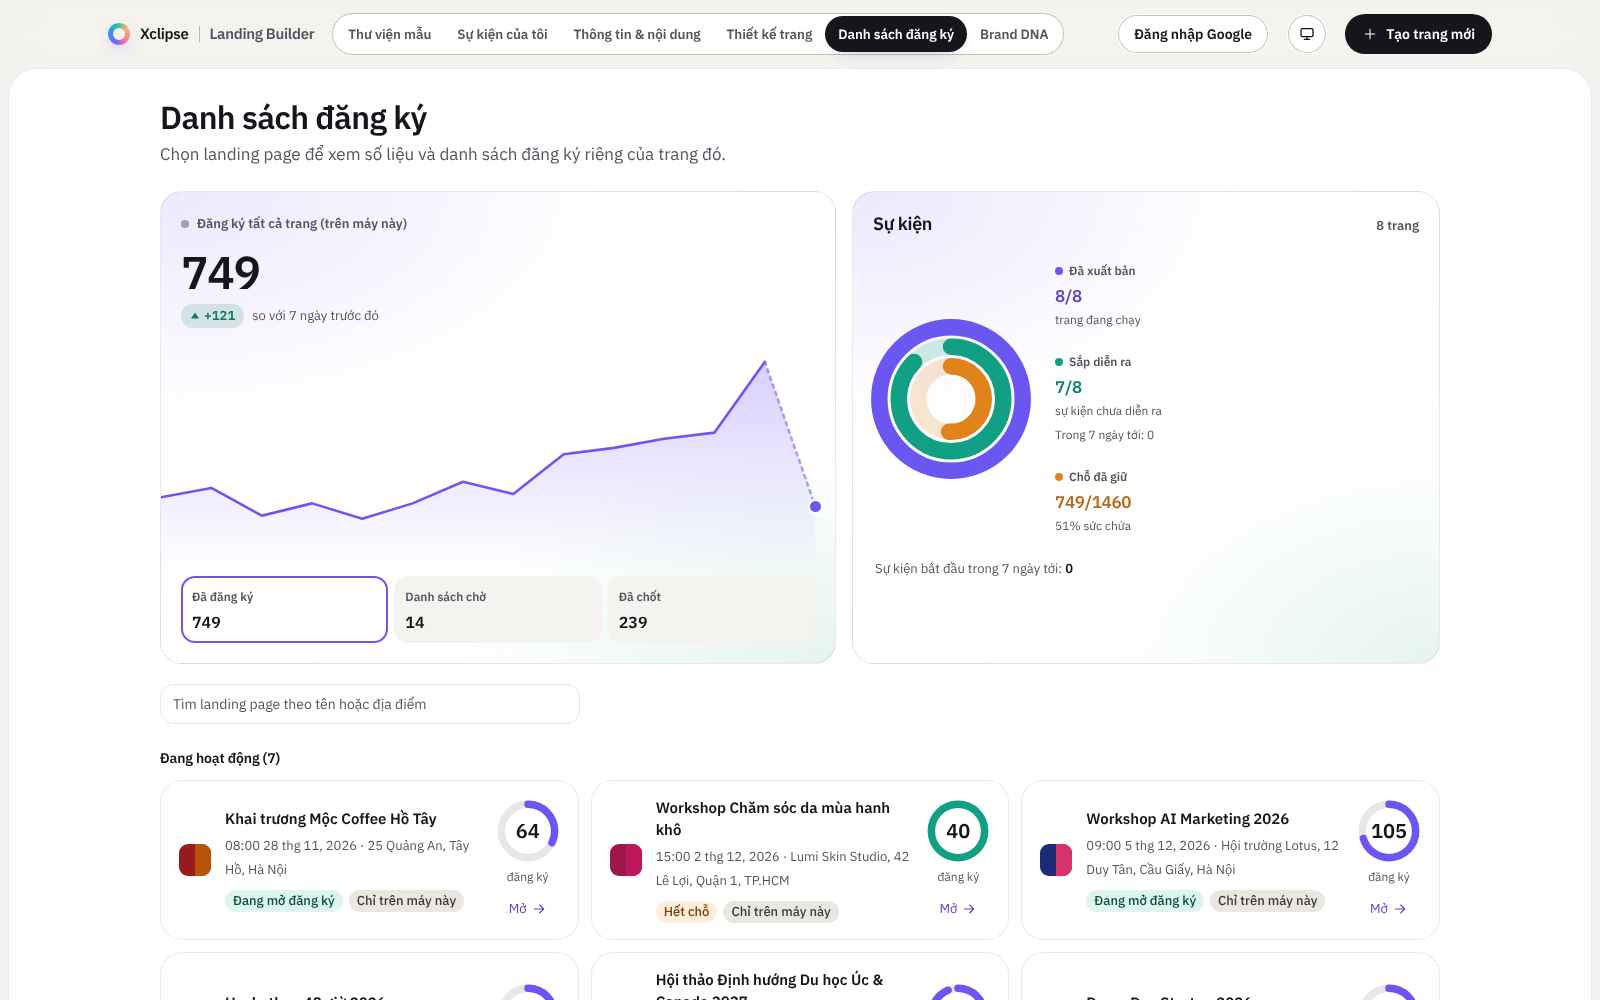 Xclipse | Landing Builder
Thư viện mẫu
Sự kiện của tôi
Thông tin & nội dung
Thiết kế trang
Danh sách đăng ký
Brand DNA
Đăng nhập Google
Tạo trang mới
Danh sách đăng ký
Chọn landing page để xem số liệu và danh sách đăng ký riêng của trang đó.
Đăng ký tất cả trang (trên máy này)
749
+121 so với 7 ngày trước đó
Đã đăng ký
749
Danh sách chờ
14
Đã chốt
239
Sự kiện
8 trang
Đã xuất bản
8/8
trang đang chạy
Sắp diễn ra
7/8
sự kiện chưa diễn ra
Trong 7 ngày tới: 0
Chỗ đã giữ
749/1460
51% sức chứa
Sự kiện bắt đầu trong 7 ngày tới: 0
Tìm landing page theo tên hoặc địa điểm
Đang hoạt động (7)
Khai trương Mộc Coffee Hồ Tây
08:00 28 thg 11, 2026 · 25 Quảng An, Tây
Hồ, Hà Nội
Đang mở đăng ký
Chỉ trên máy này
64
đăng ký
Mở →
Workshop Chăm sóc da mùa hanh
khô
15:00 2 thg 12, 2026 · Lumi Skin Studio, 42
Lê Lợi, Quận 1, TP.HCM
Hết chỗ
Chỉ trên máy này
40
đăng ký
Mở →
Workshop AI Marketing 2026
09:00 5 thg 12, 2026 · Hội trường Lotus, 12
Duy Tân, Cầu Giấy, Hà Nội
Đang mở đăng ký
Chỉ trên máy này
105
đăng ký
Mở →
Hội thảo Định hướng Du học Úc &